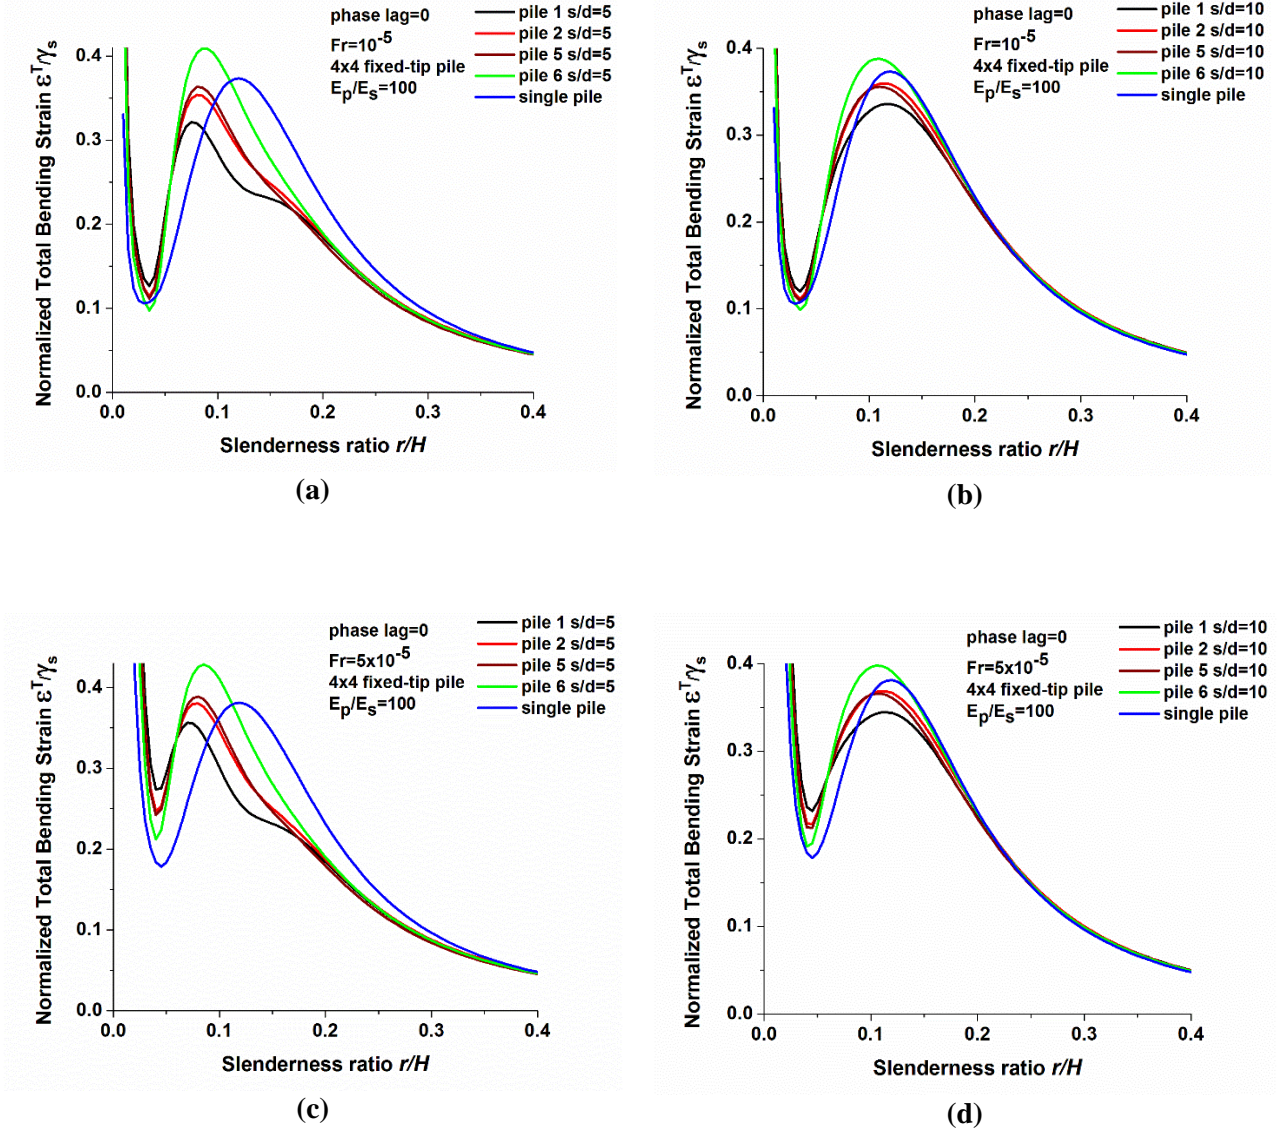 phase lag=0
Fr=10⁻⁵
4x4 fixed-tip pile
Eₚ/Eₛ=100
pile 1 s/d=5
pile 2 s/d=5
pile 5 s/d=5
pile 6 s/d=5
single pile
Normalized Total Bending Strain εᵀ/γₛ
0.4
0.3
0.2
0.1
0.0
0.0 0.1 0.2 0.3 0.4
Slenderness ratio r/H
(a)
phase lag=0
Fr=10⁻⁵
4x4 fixed-tip pile
Eₚ/Eₛ=100
pile 1 s/d=10
pile 2 s/d=10
pile 5 s/d=10
pile 6 s/d=10
single pile
Normalized Total Bending Strain εᵀ/γₛ
0.4
0.3
0.2
0.1
0.0
0.0 0.1 0.2 0.3 0.4
Slenderness ratio r/H
(b)
phase lag=0
Fr=5x10⁻⁵
4x4 fixed-tip pile
Eₚ/Eₛ=100
pile 1 s/d=5
pile 2 s/d=5
pile 5 s/d=5
pile 6 s/d=5
single pile
Normalized Total Bending Strain εᵀ/γₛ
0.4
0.3
0.2
0.1
0.0
0.0 0.1 0.2 0.3 0.4
Slenderness ratio r/H
(c)
phase lag=0
Fr=5x10⁻⁵
4x4 fixed-tip pile
Eₚ/Eₛ=100
pile 1 s/d=10
pile 2 s/d=10
pile 5 s/d=10
pile 6 s/d=10
single pile
Normalized Total Bending Strain εᵀ/γₛ
0.4
0.3
0.2
0.1
0.0
0.0 0.1 0.2 0.3 0.4
Slenderness ratio r/H
(d)